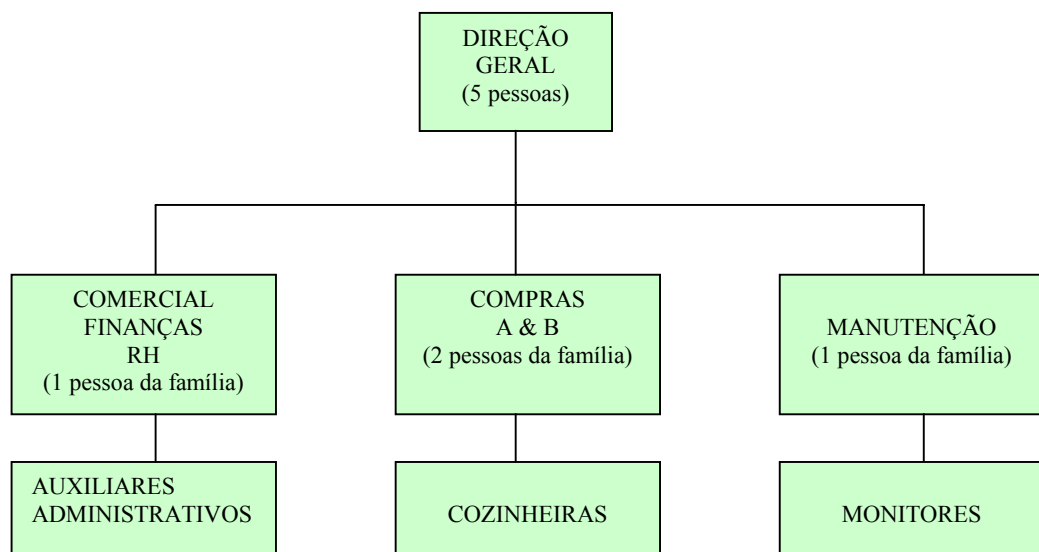 DIREÇÃO
GERAL
(5 pessoas)
COMERCIAL
FINANÇAS
RH
(1 pessoa da família)
COMPRAS
A & B
(2 pessoas da família)
MANUTENÇÃO
(1 pessoa da família)
AUXILIARES
ADMINISTRATIVOS
COZINHEIRAS
MONITORES